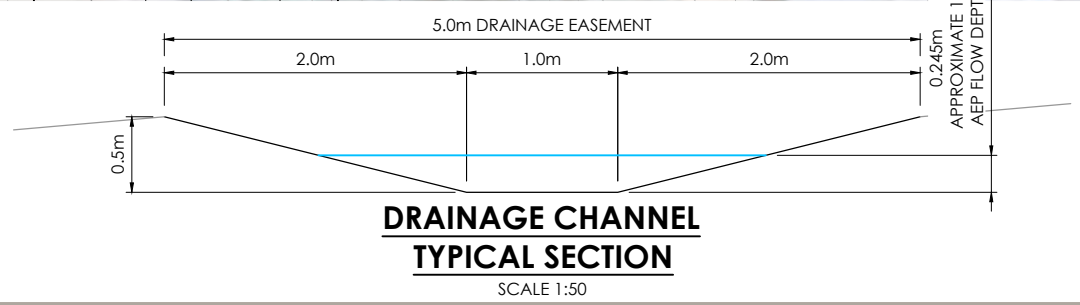 5.0m DRAINAGE EASEMENT
2.0m
1.0m
2.0m
0.245m
APPROXIMATE 1
AEP FLOW DEPT
0.5m
DRAINAGE CHANNEL
TYPICAL SECTION
SCALE 1:50